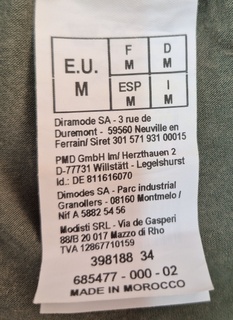 E.U.
M
F
M
D
M
ESP
M
I
M
Diramode SA - 3 rue de
Duremont - 59560 Neuville en
Ferrain/ Siret 301 571 931 00015
PMD GmbH Im/ Herzthauen 2
D-77731 Willstätt - Legelshurst
Id.: DE 811616070
Dimodes SA - Parc industrial
Granollers - 08160 Montmelo /
Nif A 5882 54 56
Modisti SRL - Via de Gasperi
88/B 20 017 Mazzo di Rho
TVA 12867710159
398188 34
685477 - 000 - 02
MADE IN MOROCCO